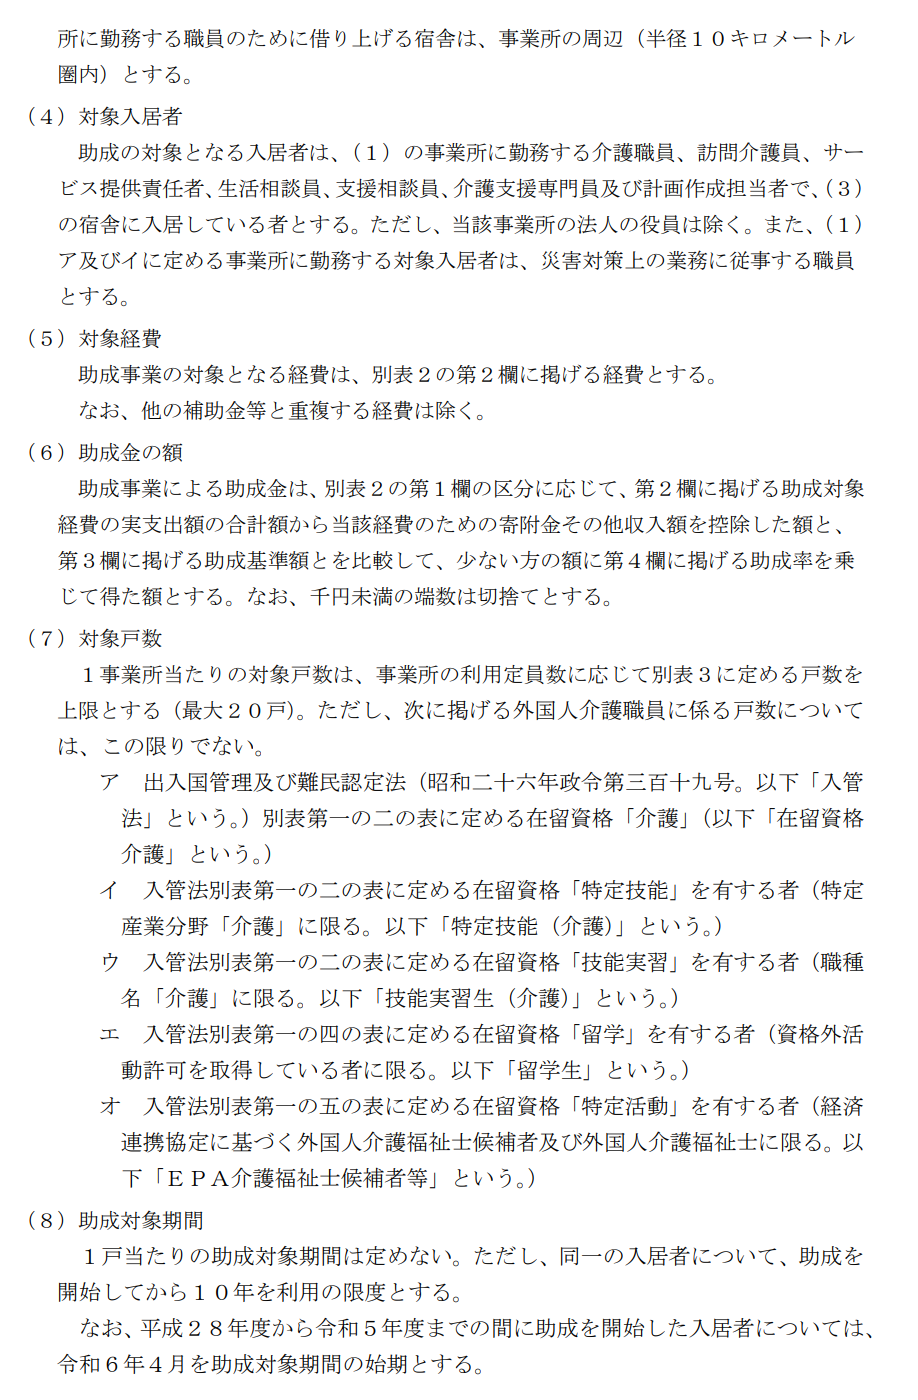 所に勤務する職員のために借り上げる宿舎は、事業所の周辺（半径１０キロメートル
圏内）とする。
（４）対象入居者
助成の対象となる入居者は、（１）の事業所に勤務する介護職員、訪問介護員、サー
ビス提供責任者、生活相談員、支援相談員、介護支援専門員及び計画作成担当者で、（３）
の宿舎に入居している者とする。ただし、当該事業所の法人の役員は除く。また、（１）
ア及びイに定める事業所に勤務する対象入居者は、災害対策上の業務に従事する職員
とする。
（５）対象経費
助成事業の対象となる経費は、別表２の第２欄に掲げる経費とする。
なお、他の補助金等と重複する経費は除く。
（６）助成金の額
助成事業による助成金は、別表２の第１欄の区分に応じて、第２欄に掲げる助成対象
経費の実支出額の合計額から当該経費のための寄附金その他収入額を控除した額と、
第３欄に掲げる助成基準額とを比較して、少ない方の額に第４欄に掲げる助成率を乗
じて得た額とする。なお、千円未満の端数は切捨てとする。
（７）対象戸数
１事業所当たりの対象戸数は、事業所の利用定員数に応じて別表３に定める戸数を
上限とする（最大２０戸）。ただし、次に掲げる外国人介護職員に係る戸数について
は、この限りでない。
ア　出入国管理及び難民認定法（昭和二十六年政令第三百十九号。以下「入管
法」という。）別表第一の二の表に定める在留資格「介護」（以下「在留資格
介護」という。）
イ　入管法別表第一の二の表に定める在留資格「特定技能」を有する者（特定
産業分野「介護」に限る。以下「特定技能（介護）」という。）
ウ　入管法別表第一の二の表に定める在留資格「技能実習」を有する者（職種
名「介護」に限る。以下「技能実習生（介護）」という。）
エ　入管法別表第一の四の表に定める在留資格「留学」を有する者（資格外活
動許可を取得している者に限る。以下「留学生」という。）
オ　入管法別表第一の五の表に定める在留資格「特定活動」を有する者（経済
連携協定に基づく外国人介護福祉士候補者及び外国人介護福祉士に限る。以
下「ＥＰＡ介護福祉士候補者等」という。）
（８）助成対象期間
１戸当たりの助成対象期間は定めない。ただし、同一の入居者について、助成を
開始してから１０年を利用の限度とする。
なお、平成２８年度から令和５年度までの間に助成を開始した入居者については、
令和６年４月を助成対象期間の始期とする。